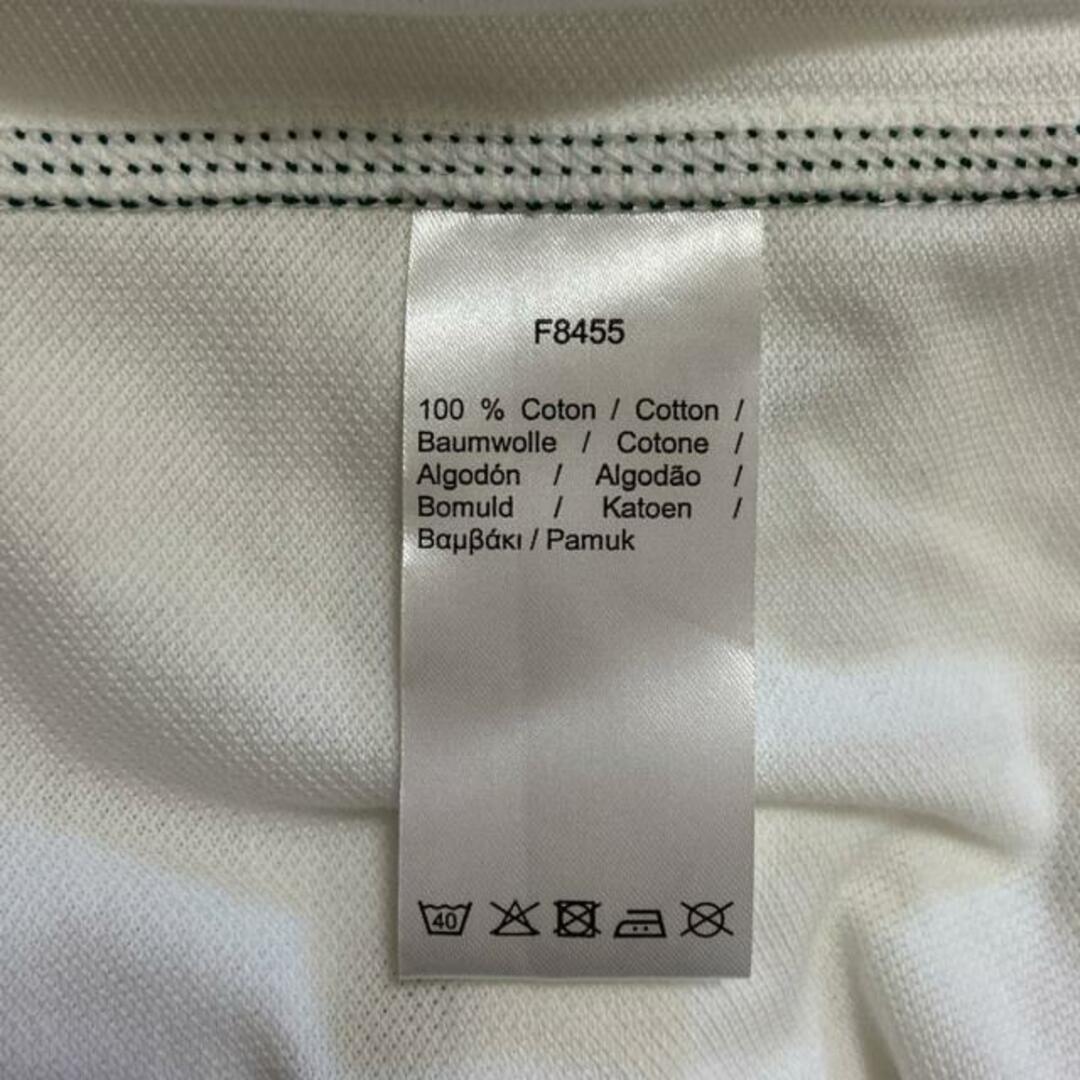 F8455
100 % Coton / Cotton /
Baumwolle / Cotone /
Algodón / Algodão /
Bomuld / Katoen /
Βαμβάκι / Pamuk
40